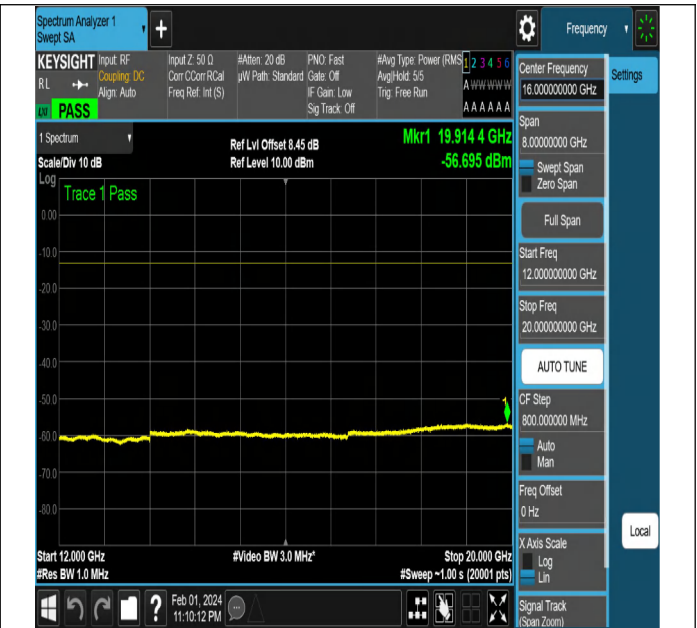 Spectrum Analyzer 1
Swept SA
+
Frequency
KEYSIGHT
RL
Input: RF
Coupling: DC
Align: Auto
Input Z: 50 Ω
Corr CCorr RCal
Freq Ref: Int (S)
#Atten: 20 dB
µW Path: Standard
PNO: Fast
Gate: Off
IF Gain: Low
Sig Track: Off
#Avg Type: Power (RMS
Avg|Hold: 5/5
Trig: Free Run
1 2 3 4 5 6
A W W W W W
A A A A A A
PASS
1 Spectrum
Scale/Div 10 dB
Log
Ref Lvl Offset 8.45 dB
Ref Level 10.00 dBm
Mkr1 19.914 4 GHz
-56.695 dBm
Trace 1 Pass
0.00
-10.0
-20.0
-30.0
-40.0
-50.0
-60.0
-70.0
-80.0
1
Start 12.000 GHz
#Res BW 1.0 MHz
#Video BW 3.0 MHz*
Stop 20.000 GHz
#Sweep ~1.00 s (20001 pts)
Feb 01, 2024
11:10:12 PM
Center Frequency
16.000000000 GHz
Settings
Span
8.00000000 GHz
Swept Span
Zero Span
Full Span
Start Freq
12.000000000 GHz
Stop Freq
20.000000000 GHz
AUTO TUNE
CF Step
800.000000 MHz
Auto
Man
Freq Offset
0 Hz
X Axis Scale
Log
Lin
Local
Signal Track
(Span Zoom)